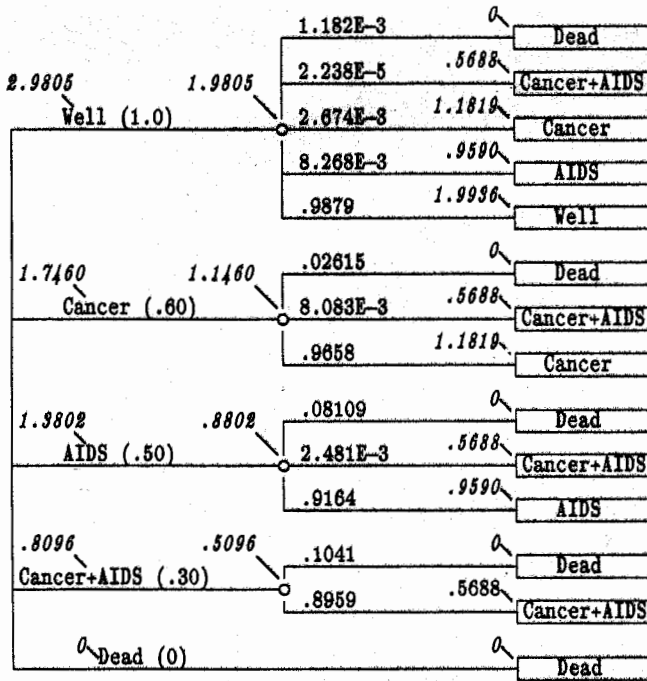 1.182E-3 0 Dead
2.9805 1.9805 2.238E-5 .5688 Cancer+AIDS
Well (1.0) 2.674E-3 1.1819 Cancer
8.268E-3 .9590 AIDS
.9879 1.9936 Well
1.7460 1.1460 .02615 0 Dead
Cancer (.60) 8.083E-3 .5688 Cancer+AIDS
.9658 1.1819 Cancer
1.3802 .8802 .08109 0 Dead
AIDS (.50) 2.481E-3 .5688 Cancer+AIDS
.9164 .9590 AIDS
.8096 .5096 .1041 0 Dead
Cancer+AIDS (.30) .8959 .5688 Cancer+AIDS
0 Dead (0) 0 Dead